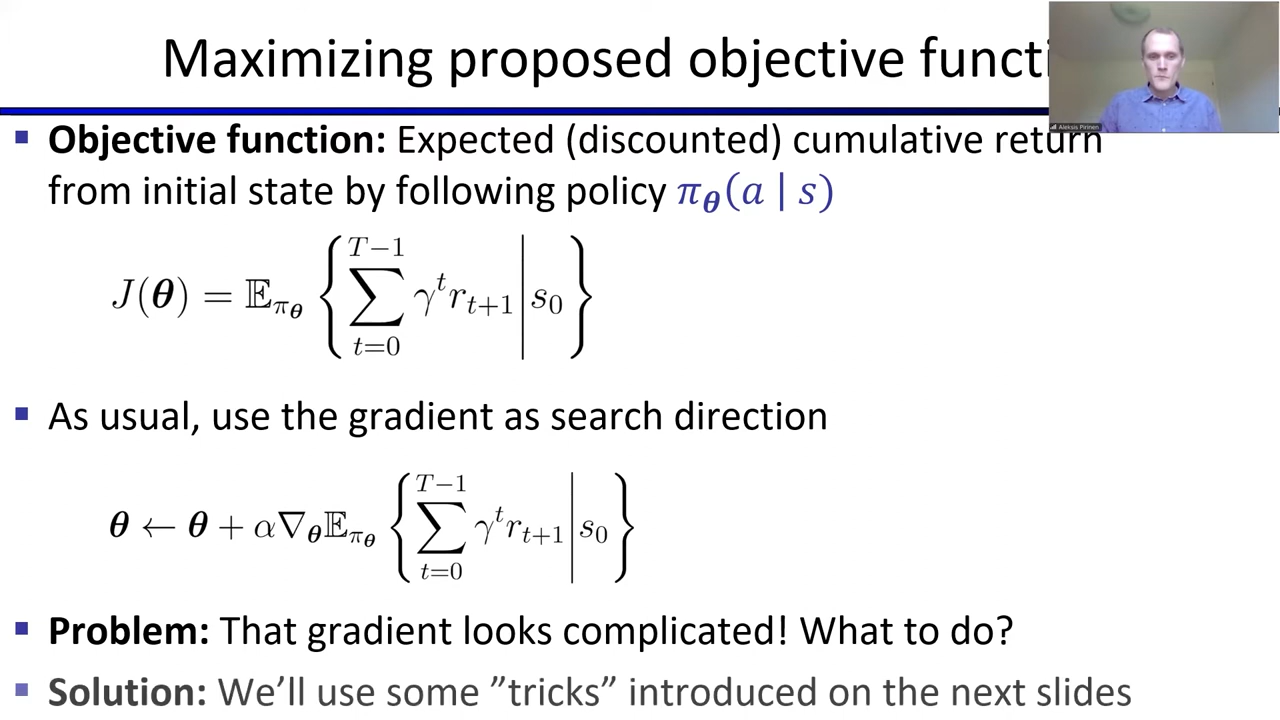 Maximizing proposed objective functi
Aleksis Pirinen
▪ Objective function: Expected (discounted) cumulative return
from initial state by following policy π_θ(a | s)
J(θ) = 𝔼_{π_θ} { ∑_{t=0}^{T−1} γ^t r_{t+1} | s_0 }
▪ As usual, use the gradient as search direction
θ ← θ + α∇_θ 𝔼_{π_θ} { ∑_{t=0}^{T−1} γ^t r_{t+1} | s_0 }
▪ Problem: That gradient looks complicated! What to do?
▪ Solution: We’ll use some ”tricks” introduced on the next slides